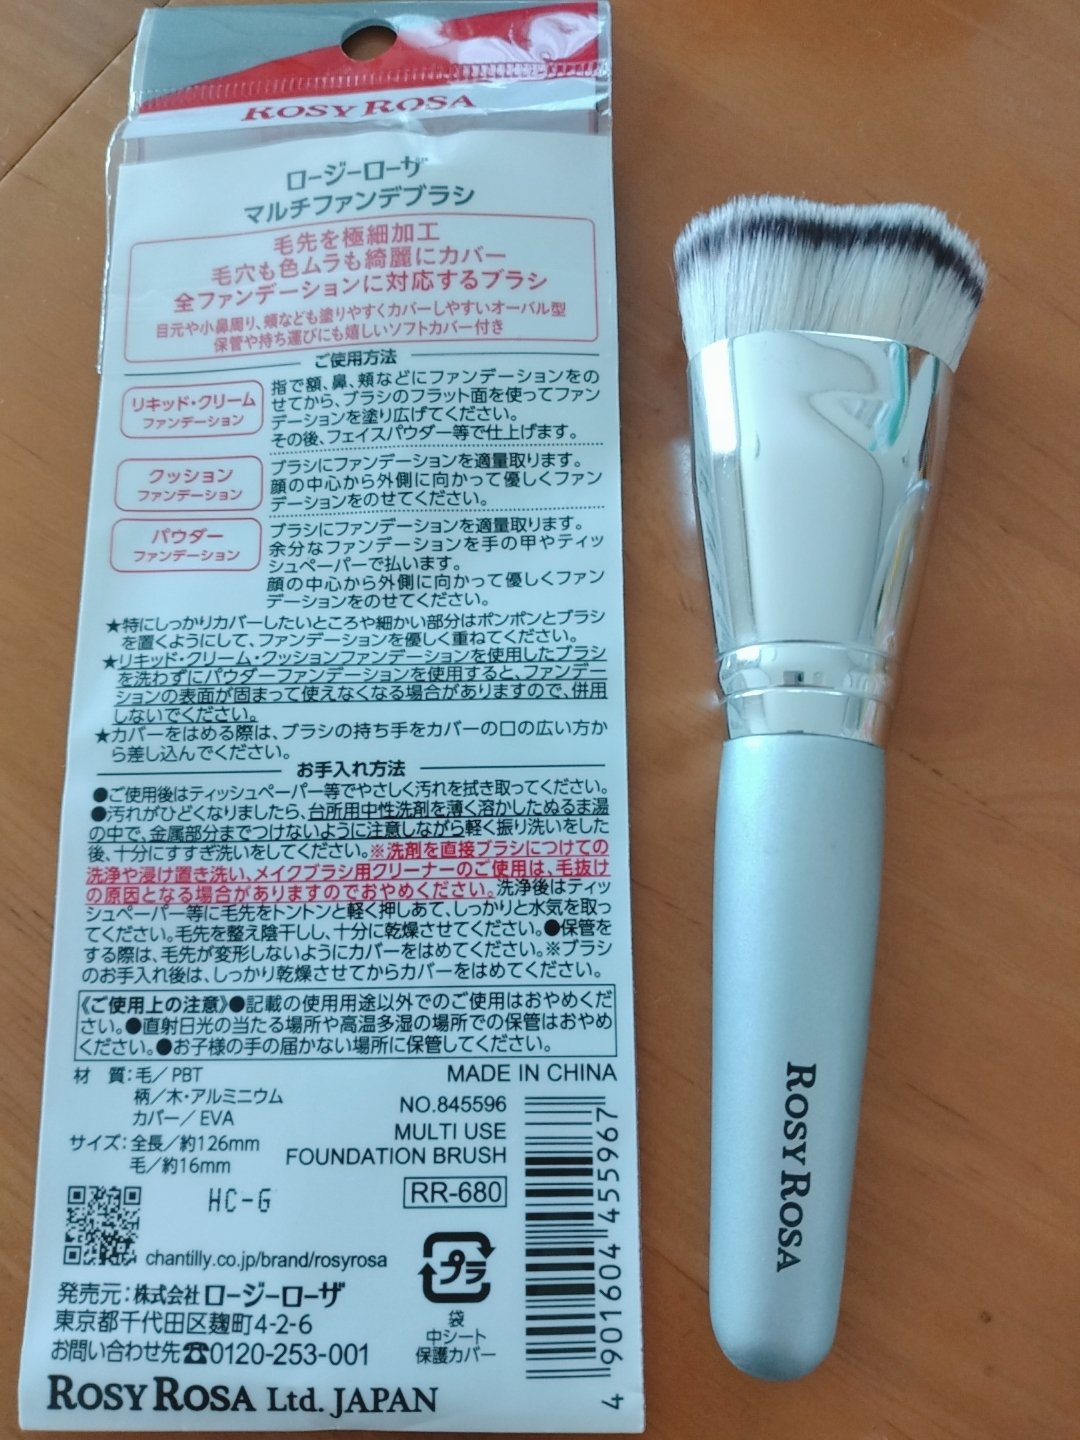 ROSY ROSA
ロージーローザ
マルチファンデブラシ
毛先を極細加工
毛穴も色ムラも綺麗にカバー
全ファンデーションに対応するブラシ
目元や小鼻周り、頬なども塗りやすくカバーしやすいオーバル型
保管や持ち運びにも嬉しいソフトカバー付き
ご使用方法
リキッド・クリーム
ファンデーション
指で額、鼻、頬などにファンデーションをの
せてから、ブラシのフラット面を使ってファン
デーションを塗り広げてください。
その後、フェイスパウダー等で仕上げます。
クッション
ファンデーション
ブラシにファンデーションを適量取ります。
顔の中心から外側に向かって優しくファン
デーションをのせてください。
パウダー
ファンデーション
ブラシにファンデーションを適量取ります。
余分なファンデーションを手の甲やティッ
シュペーパーで払います。
顔の中心から外側に向かって優しくファン
デーションをのせてください。
★特にしっかりカバーしたいところや細かい部分はポンポンとブラシ
を置くようにして、ファンデーションを優しく重ねてください。
★リキッド・クリーム・クッションファンデーションを使用したブラシ
を洗わずにパウダーファンデーションを使用すると、ファンデー
ションの表面が固まって使えなくなる場合がありますので、併用
しないでください。
★カバーをはめる際は、ブラシの持ち手をカバーの口の広い方か
ら差し込んでください。
お手入れ方法
●ご使用後はティッシュペーパー等でやさしく汚れを拭き取ってください。
●汚れがひどくなりましたら、台所用中性洗剤を薄く溶かしたぬるま湯
の中で、金属部分までつけないように注意しながら軽く振り洗いをした
後、十分にすすぎ洗いをしてください。※洗剤を直接ブラシにつけての
洗浄や浸け置き洗い、メイクブラシ用クリーナーのご使用は、毛抜け
の原因となる場合がありますのでおやめください。洗浄後はティッ
シュペーパー等に毛先をトントンと軽く押しあて、しっかりと水気を取っ
てください。毛先を整え陰干しし、十分に乾燥させてください。●保管を
する際は、毛先が変形しないようにカバーをはめてください。※ブラシ
のお手入れ後は、しっかり乾燥させてからカバーをはめてください。
《ご使用上の注意》●記載の使用用途以外でのご使用はおやめくだ
さい。●直射日光の当たる場所や高温多湿の場所での保管はおやめ
ください。●お子様の手の届かない場所に保管してください。
材 質:毛/PBT
柄/木・アルミニウム
カバー/EVA
サイズ:全長/約126mm
毛/約16mm
MADE IN CHINA
NO.845596
MULTI USE
FOUNDATION BRUSH
RR-680
HC-G
chantilly.co.jp/brand/rosyrosa
プラ
袋
中シート
保護カバー
4 901604 455967
発売元:株式会社ロージーローザ
東京都千代田区麹町4-2-6
お問い合わせ先☎0120-253-001
ROSY ROSA Ltd. JAPAN
ROSY ROSA